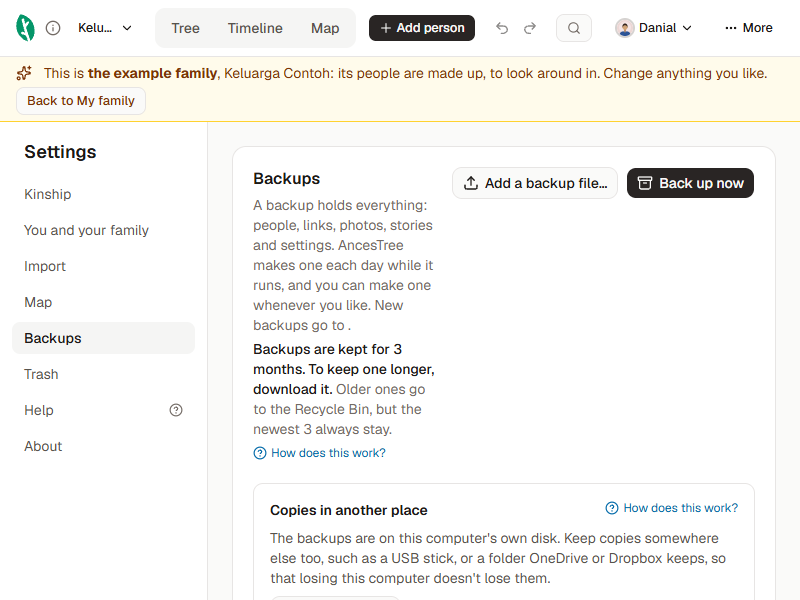 Kelu...
Tree
Timeline
Map
+ Add person
Danial
More
This is the example family, Keluarga Contoh: its people are made up, to look around in. Change anything you like.
Back to My family
Settings
Kinship
You and your family
Import
Map
Backups
Trash
Help
About
Backups
Add a backup file...
Back up now
A backup holds everything:
people, links, photos, stories
and settings. AncesTree
makes one each day while it
runs, and you can make one
whenever you like. New
backups go to .
Backups are kept for 3
months. To keep one longer,
download it. Older ones go
to the Recycle Bin, but the
newest 3 always stay.
How does this work?
Copies in another place
How does this work?
The backups are on this computer's own disk. Keep copies somewhere
else too, such as a USB stick, or a folder OneDrive or Dropbox keeps, so
that losing this computer doesn't lose them.